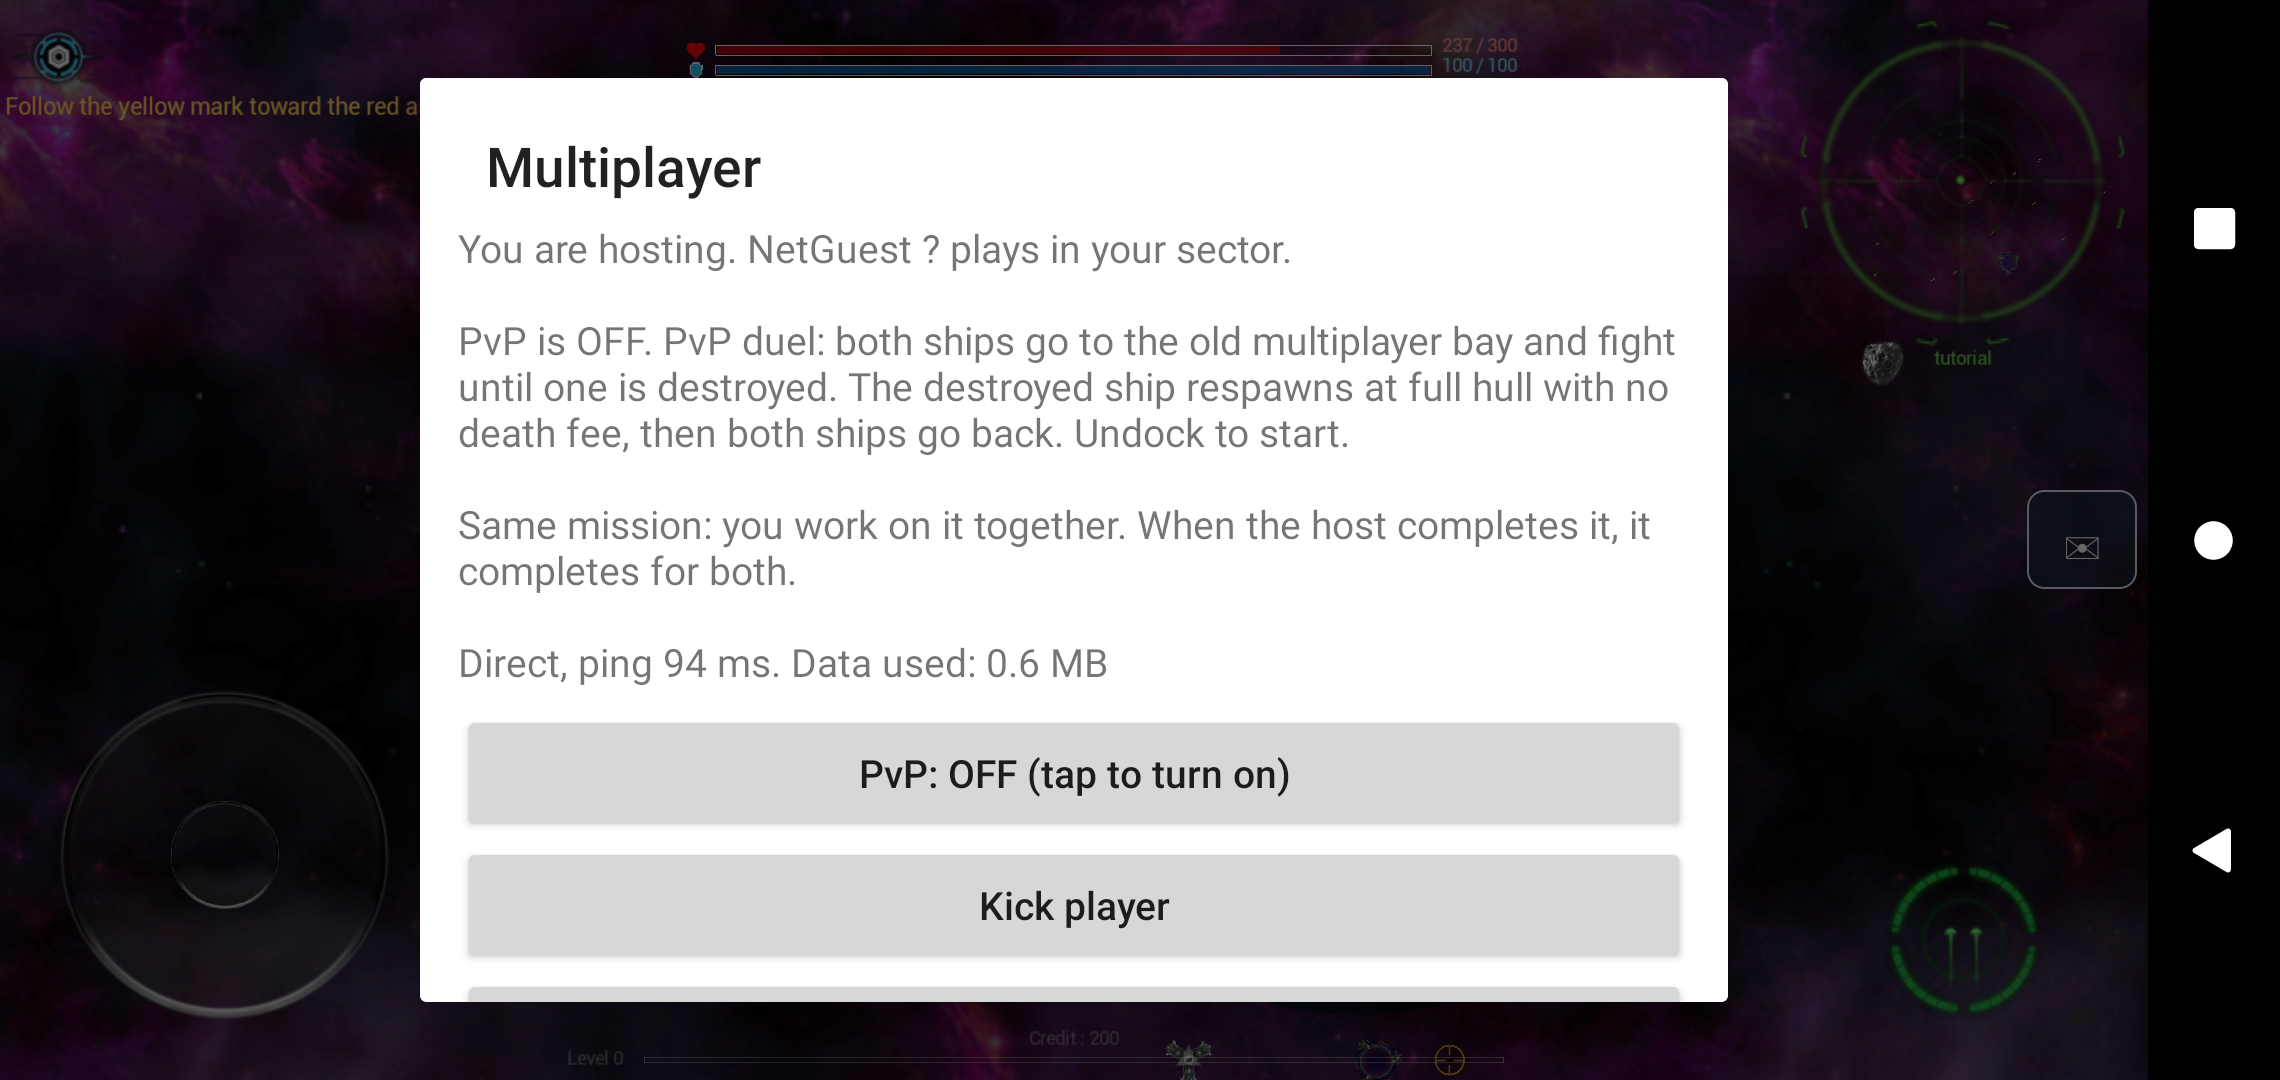 237 / 300
100 / 100
Follow the yellow mark toward the red a
Multiplayer
You are hosting. NetGuest ? plays in your sector.
PvP is OFF. PvP duel: both ships go to the old multiplayer bay and fight
until one is destroyed. The destroyed ship respawns at full hull with no
death fee, then both ships go back. Undock to start.
tutorial
Same mission: you work on it together. When the host completes it, it
completes for both.
Direct, ping 94 ms. Data used: 0.6 MB
PvP: OFF (tap to turn on)
Kick player
Credit : 200
Level 0